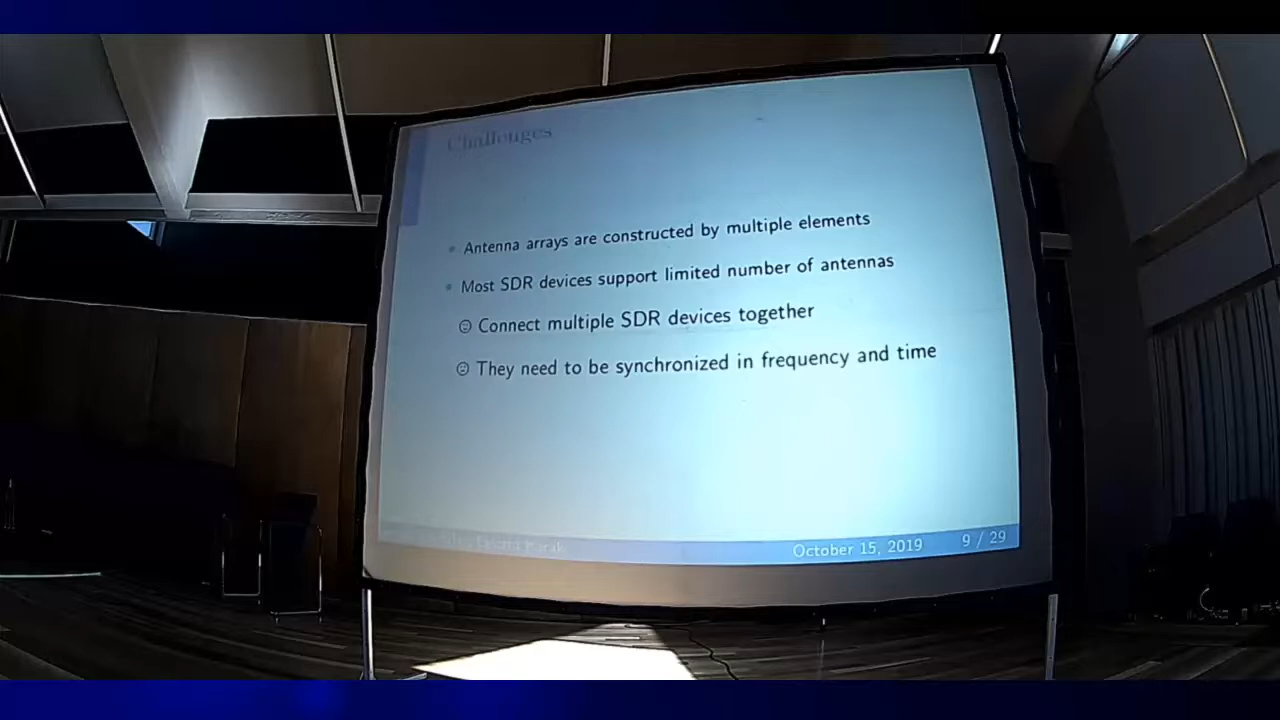 Challenges
Antenna arrays are constructed by multiple elements
Most SDR devices support limited number of antennas
☺ Connect multiple SDR devices together
☹ They need to be synchronized in frequency and time
October 15, 2019 9 / 29